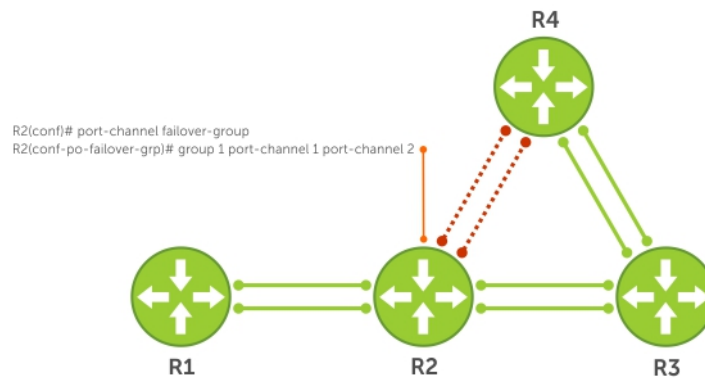 R4
R2(conf)# port-channel failover-group
R2(conf-po-failover-grp)# group 1 port-channel 1 port-channel 2
R1
R2
R3